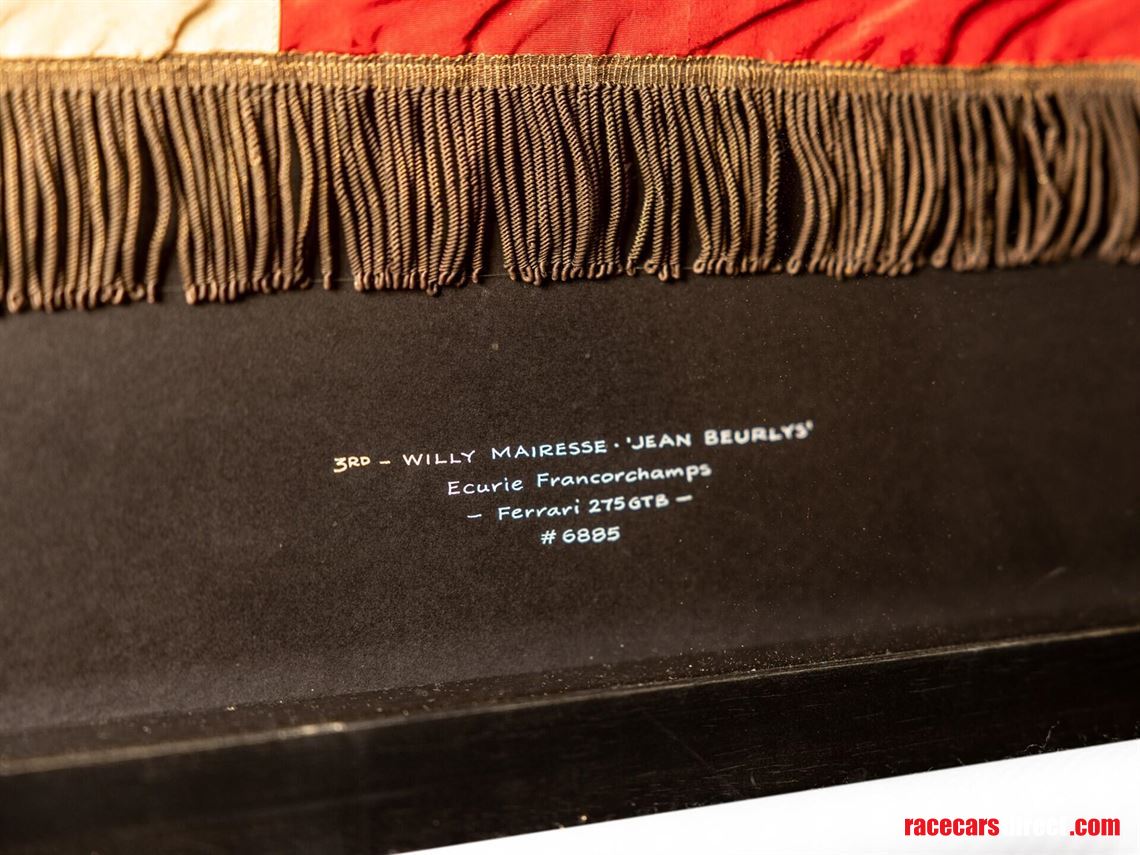 3RD - WILLY MAIRESSE · 'JEAN BEURLYS'
Ecurie Francorchamps
- Ferrari 275GTB -
#6885
racecarsdirect.com